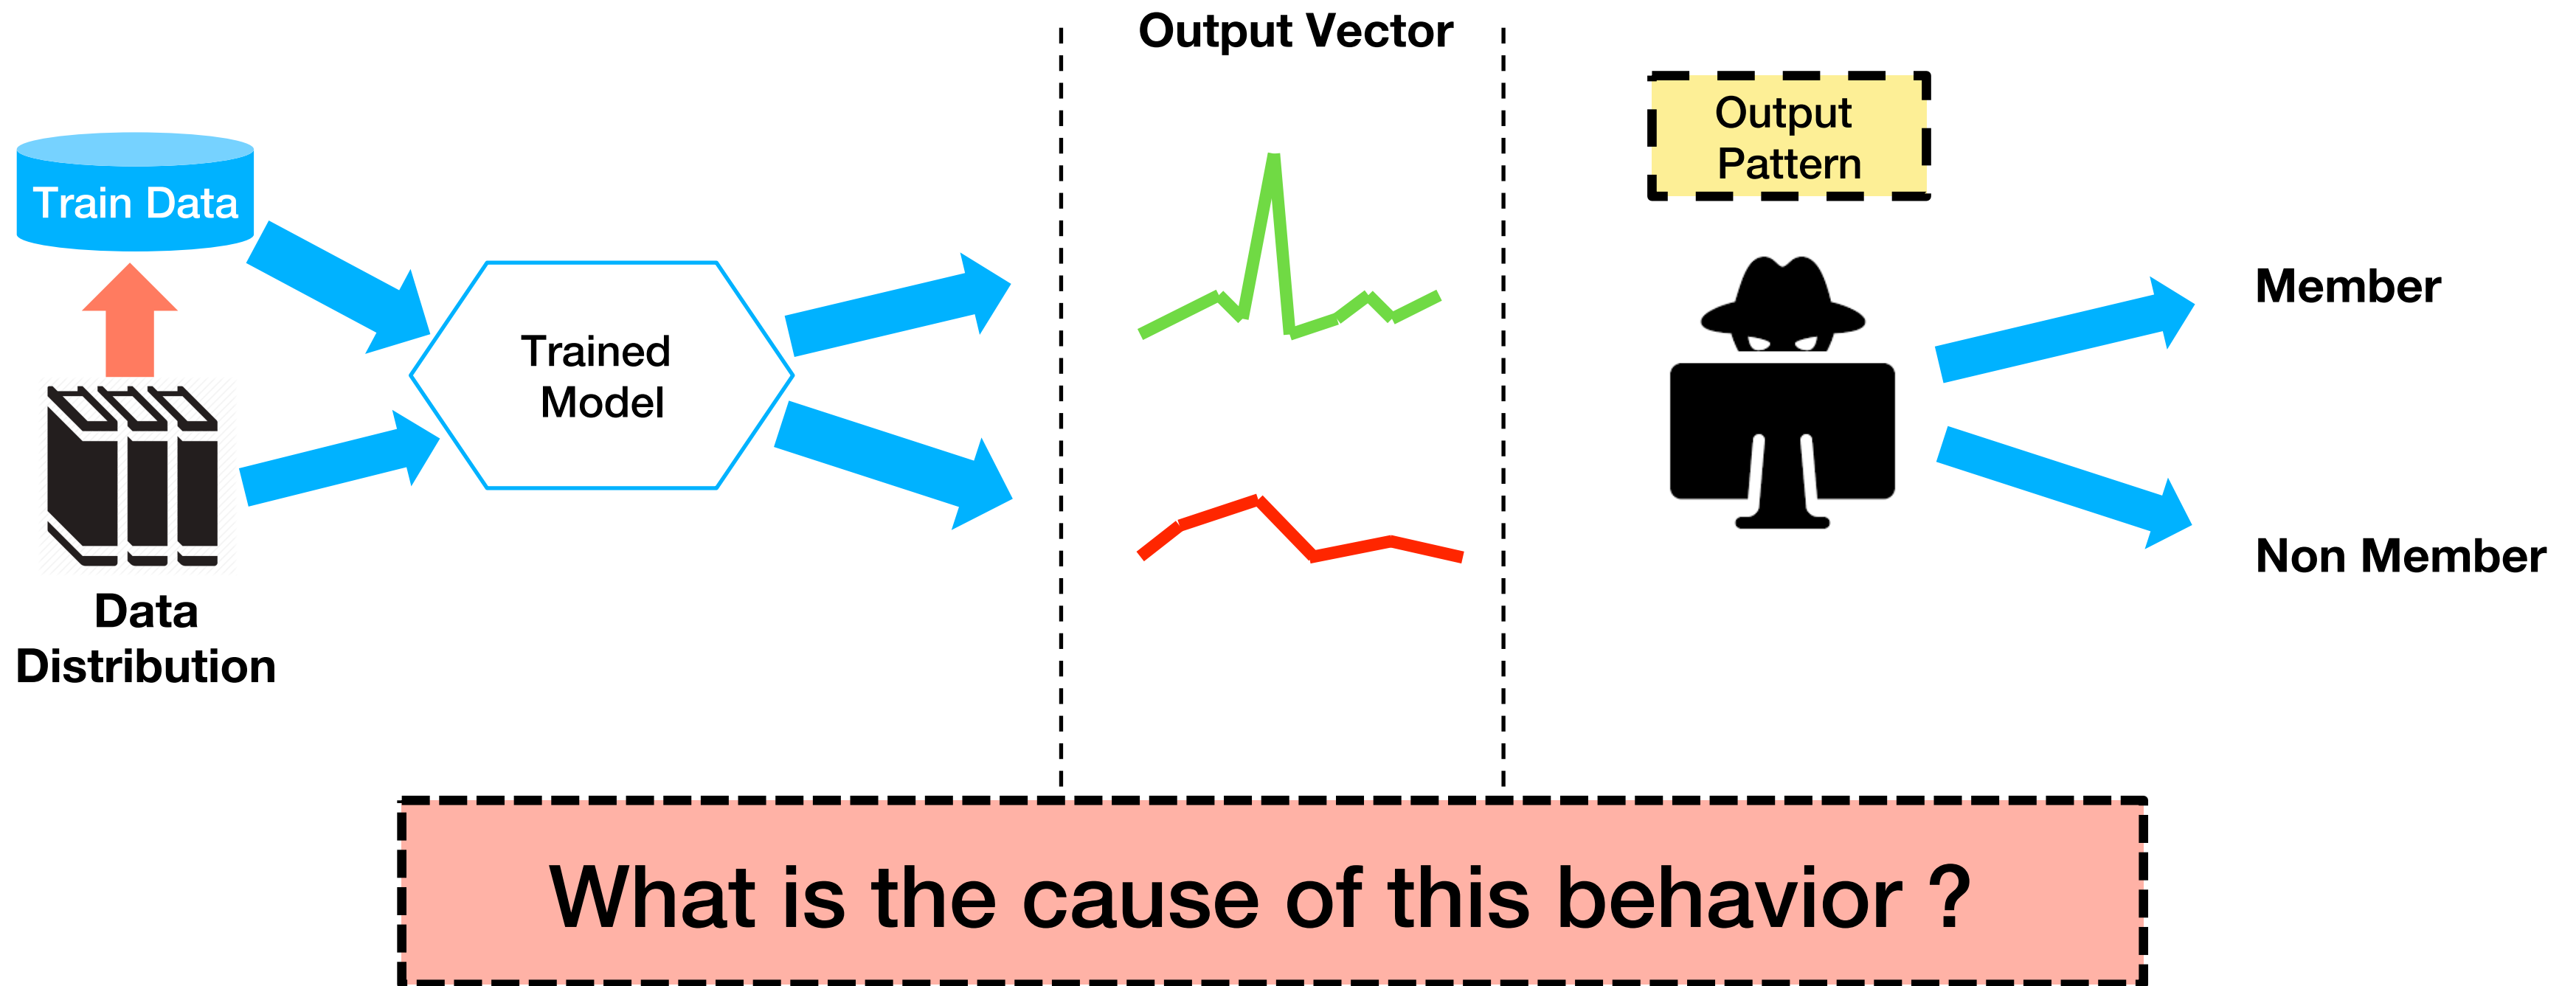 Output Vector
Output
Pattern
Train Data
Member
Trained
Model
Non Member
Data
Distribution
What is the cause of this behavior ?